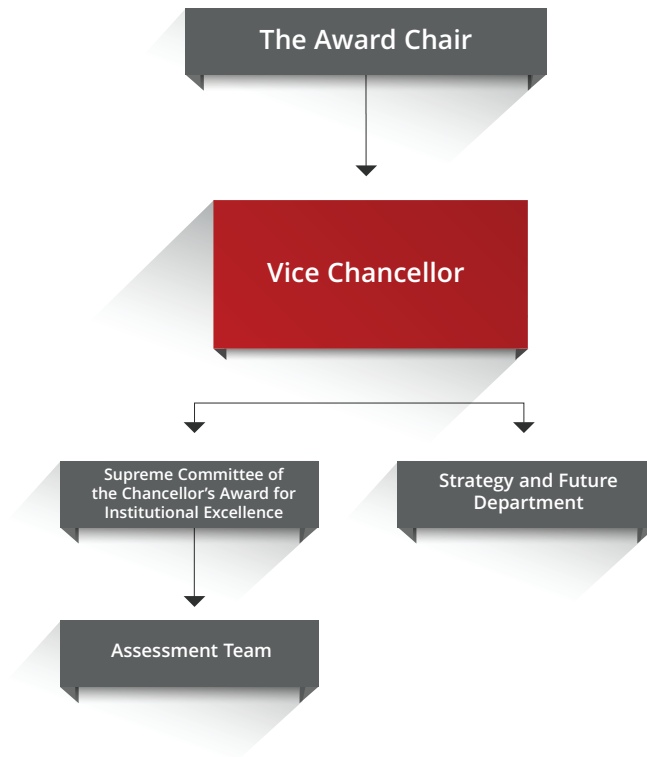 The Award Chair
Vice Chancellor
Supreme Committee of
the Chancellor's Award for
Institutional Excellence
Strategy and Future
Department
Assessment Team